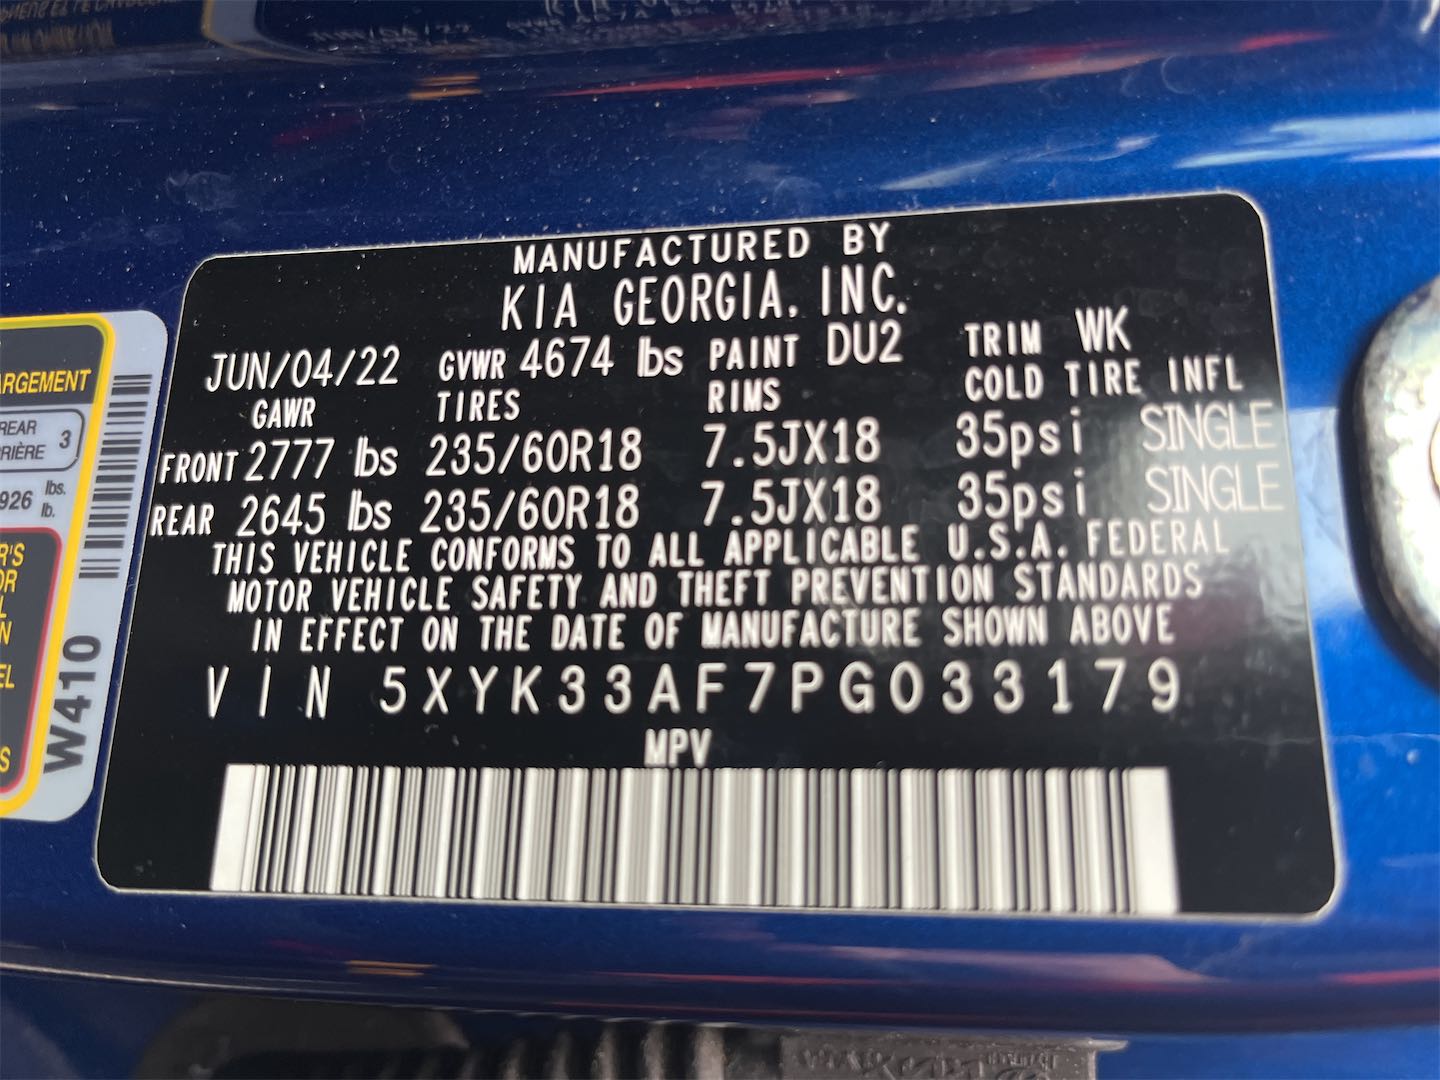 MANUFACTURED BY
KIA GEORGIA, INC.
JUN/04/22 GVWR 4674 lbs PAINT DU2 TRIM WK
GAWR TIRES RIMS COLD TIRE INFL
FRONT 2777 lbs 235/60R18 7.5JX18 35psi SINGLE
REAR 2645 lbs 235/60R18 7.5JX18 35psi SINGLE
THIS VEHICLE CONFORMS TO ALL APPLICABLE U.S.A. FEDERAL
MOTOR VEHICLE SAFETY AND THEFT PREVENTION STANDARDS
IN EFFECT ON THE DATE OF MANUFACTURE SHOWN ABOVE
VIN 5XYK33AF7PG033179
MPV
ARGEMENT
REAR 3
RRIÈRE
926 lbs.
lb.
R'S
OR
L
N
EL
S
W410